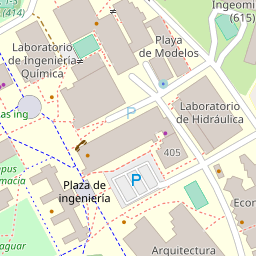 (414)
Ingeomi
(615)
Laboratorio
de Ingeniería
Química
Playa
de Modelos
as ing
P
Laboratorio
de Hidráulica
405
pus
rmacia
P
Plaza de
ingeniería
Econ
aguar
Arquitectura